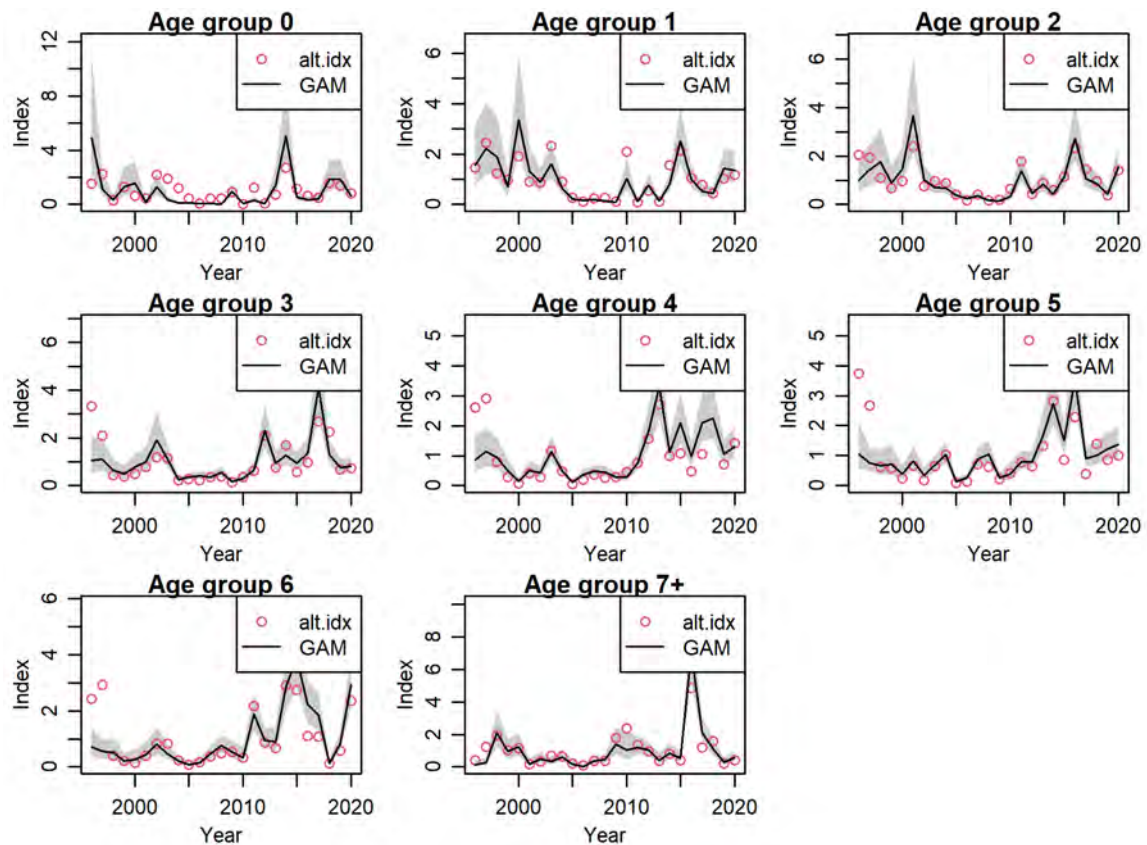 Age group 0
12
8
4
0
Index
alt.idx
GAM
2000
2010
2020
Year
Age group 1
6
4
2
0
Index
alt.idx
GAM
2000
2010
2020
Year
Age group 2
6
4
2
0
Index
alt.idx
GAM
2000
2010
2020
Year
Age group 3
6
4
2
0
Index
alt.idx
GAM
2000
2010
2020
Year
Age group 4
5
4
3
2
1
0
Index
alt.idx
GAM
2000
2010
2020
Year
Age group 5
5
4
3
2
1
0
Index
alt.idx
GAM
2000
2010
2020
Year
Age group 6
6
4
2
0
Index
alt.idx
GAM
2000
2010
2020
Year
Age group 7+
8
6
4
2
0
Index
alt.idx
GAM
2000
2010
2020
Year